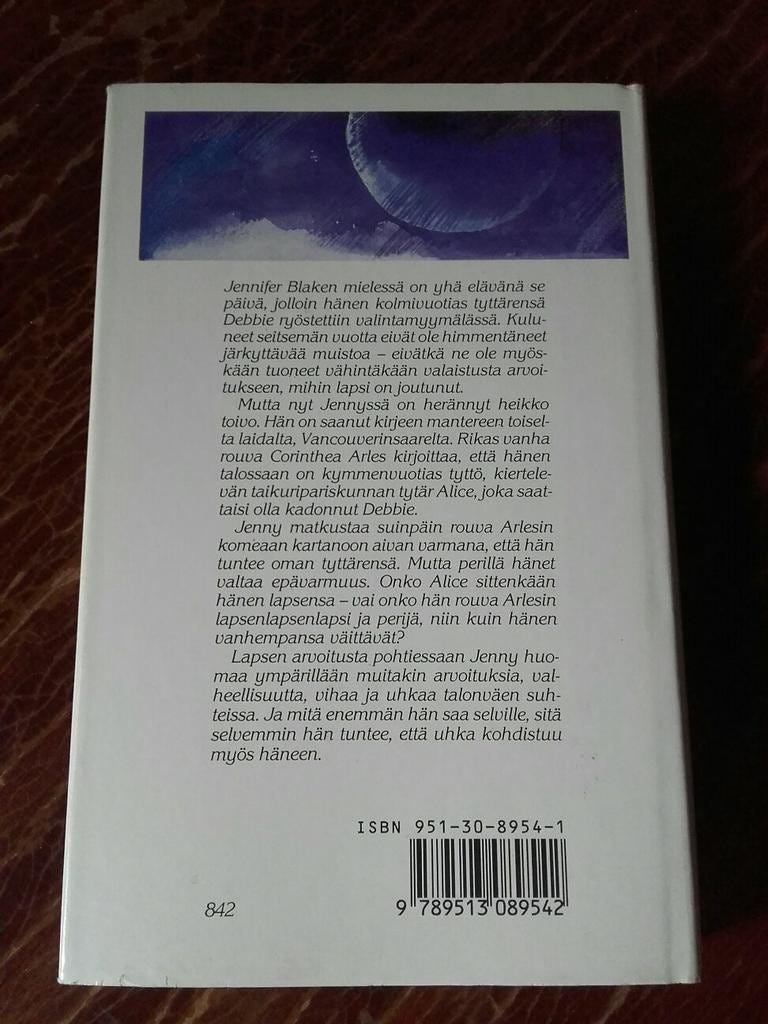 Jennifer Blaken mielessä on yhä elävänä se
päivä, jolloin hänen kolmivuotias tyttärensä
Debbie ryöstettiin valintamyymälässä. Kulu-
neet seitsemän vuotta eivät ole himmentäneet
järkyttävää muistoa – eivätkä ne ole myös-
kään tuoneet vähintäkään valaistusta arvoi-
tukseen, mihin lapsi on joutunut.
Mutta nyt Jennyssä on herännyt heikko
toivo. Hän on saanut kirjeen mantereen toisel-
ta laidalta, Vancouverinsaarelta. Rikas vanha
rouva Corinthea Arles kirjoittaa, että hänen
talossaan on kymmenvuotias tyttö, kiertele-
vän taikuripariskunnan tytär Alice, joka saat-
taisi olla kadonnut Debbie.
Jenny matkustaa suinpäin rouva Arlesin
komeaan kartanoon aivan varmana, että hän
tuntee oman tyttärensä. Mutta perillä hänet
valtaa epävarmuus. Onko Alice sittenkään
hänen lapsensa – vai onko hän rouva Arlesin
lapsenlapsenlapsi ja perijä, niin kuin hänen
vanhempansa väittävät?
Lapsen arvoitusta pohtiessaan Jenny huo-
maa ympärillään muitakin arvoituksia, val-
heellisuutta, vihaa ja uhkaa talonväen suh-
teissa. Ja mitä enemmän hän saa selville, sitä
selvemmin hän tuntee, että uhka kohdistuu
myös häneen.
ISBN 951-30-8954-1
9 789513 089542
842